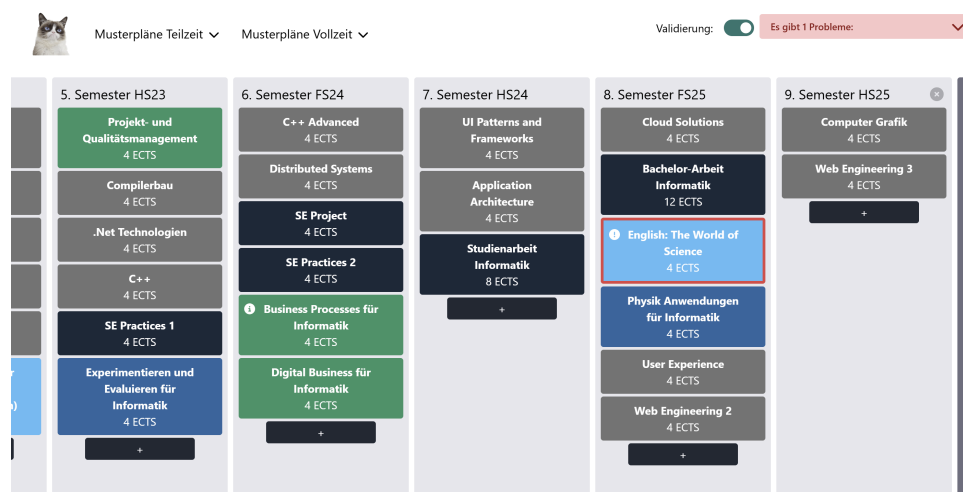 Musterpläne Teilzeit
Musterpläne Vollzeit
Validierung:
Es gibt 1 Probleme:
r
)
5. Semester HS23
Projekt- und
Qualitätsmanagement
4 ECTS
Compilerbau
4 ECTS
.Net Technologien
4 ECTS
C++
4 ECTS
SE Practices 1
4 ECTS
Experimentieren und
Evaluieren für
Informatik
4 ECTS
+
6. Semester FS24
C++ Advanced
4 ECTS
Distributed Systems
4 ECTS
SE Project
4 ECTS
SE Practices 2
4 ECTS
Business Processes für
Informatik
4 ECTS
Digital Business für
Informatik
4 ECTS
+
7. Semester HS24
UI Patterns and
Frameworks
4 ECTS
Application
Architecture
4 ECTS
Studienarbeit
Informatik
8 ECTS
+
8. Semester FS25
Cloud Solutions
4 ECTS
Bachelor-Arbeit
Informatik
12 ECTS
English: The World of
Science
4 ECTS
Physik Anwendungen
für Informatik
4 ECTS
User Experience
4 ECTS
Web Engineering 2
4 ECTS
+
9. Semester HS25
Computer Grafik
4 ECTS
Web Engineering 3
4 ECTS
+